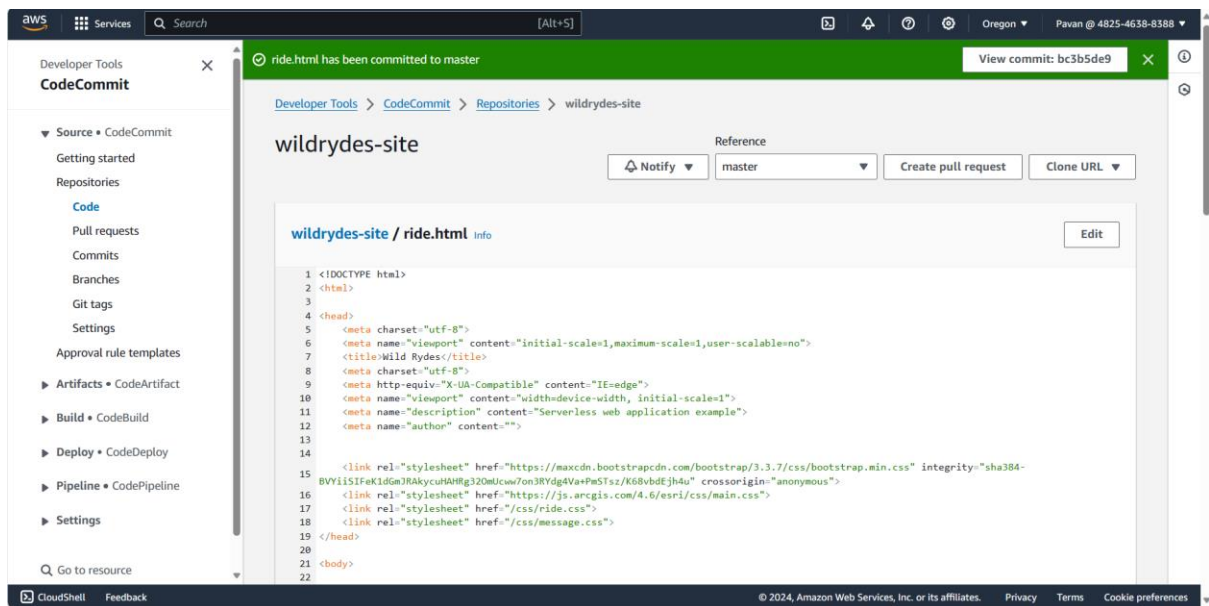 aws
Services
Search
[Alt+S]
Oregon ▼
Pavan @ 4825-4638-8388 ▼
Developer Tools
CodeCommit
Source • CodeCommit
Getting started
Repositories
Code
Pull requests
Commits
Branches
Git tags
Settings
Approval rule templates
Artifacts • CodeArtifact
Build • CodeBuild
Deploy • CodeDeploy
Pipeline • CodePipeline
Settings
Go to resource
ride.html has been committed to master
View commit: bc3b5de9
Developer Tools > CodeCommit > Repositories > wildrydes-site
wildrydes-site
Reference
Notify ▼
master
Create pull request
Clone URL ▼
wildrydes-site / ride.html Info
Edit
1 <!DOCTYPE html>
2 <html>
3
4 <head>
5 <meta charset="utf-8">
6 <meta name="viewport" content="initial-scale=1,maximum-scale=1,user-scalable=no">
7 <title>Wild Rydes</title>
8 <meta charset="utf-8">
9 <meta http-equiv="X-UA-Compatible" content="IE=edge">
10 <meta name="viewport" content="width=device-width, initial-scale=1">
11 <meta name="description" content="Serverless web application example">
12 <meta name="author" content="">
13
14
15 <link rel="stylesheet" href="https://maxcdn.bootstrapcdn.com/bootstrap/3.3.7/css/bootstrap.min.css" integrity="sha384-
BVYiiSIFeK1dGmJRAkycuHAHRg32OmUcww7on3RYdg4Va+PmSTsz/K68vbdEjh4u" crossorigin="anonymous">
16 <link rel="stylesheet" href="https://js.arcgis.com/4.6/esri/css/main.css">
17 <link rel="stylesheet" href="/css/ride.css">
18 <link rel="stylesheet" href="/css/message.css">
19 </head>
20
21 <body>
22
CloudShell
Feedback
© 2024, Amazon Web Services, Inc. or its affiliates.
Privacy
Terms
Cookie preferences